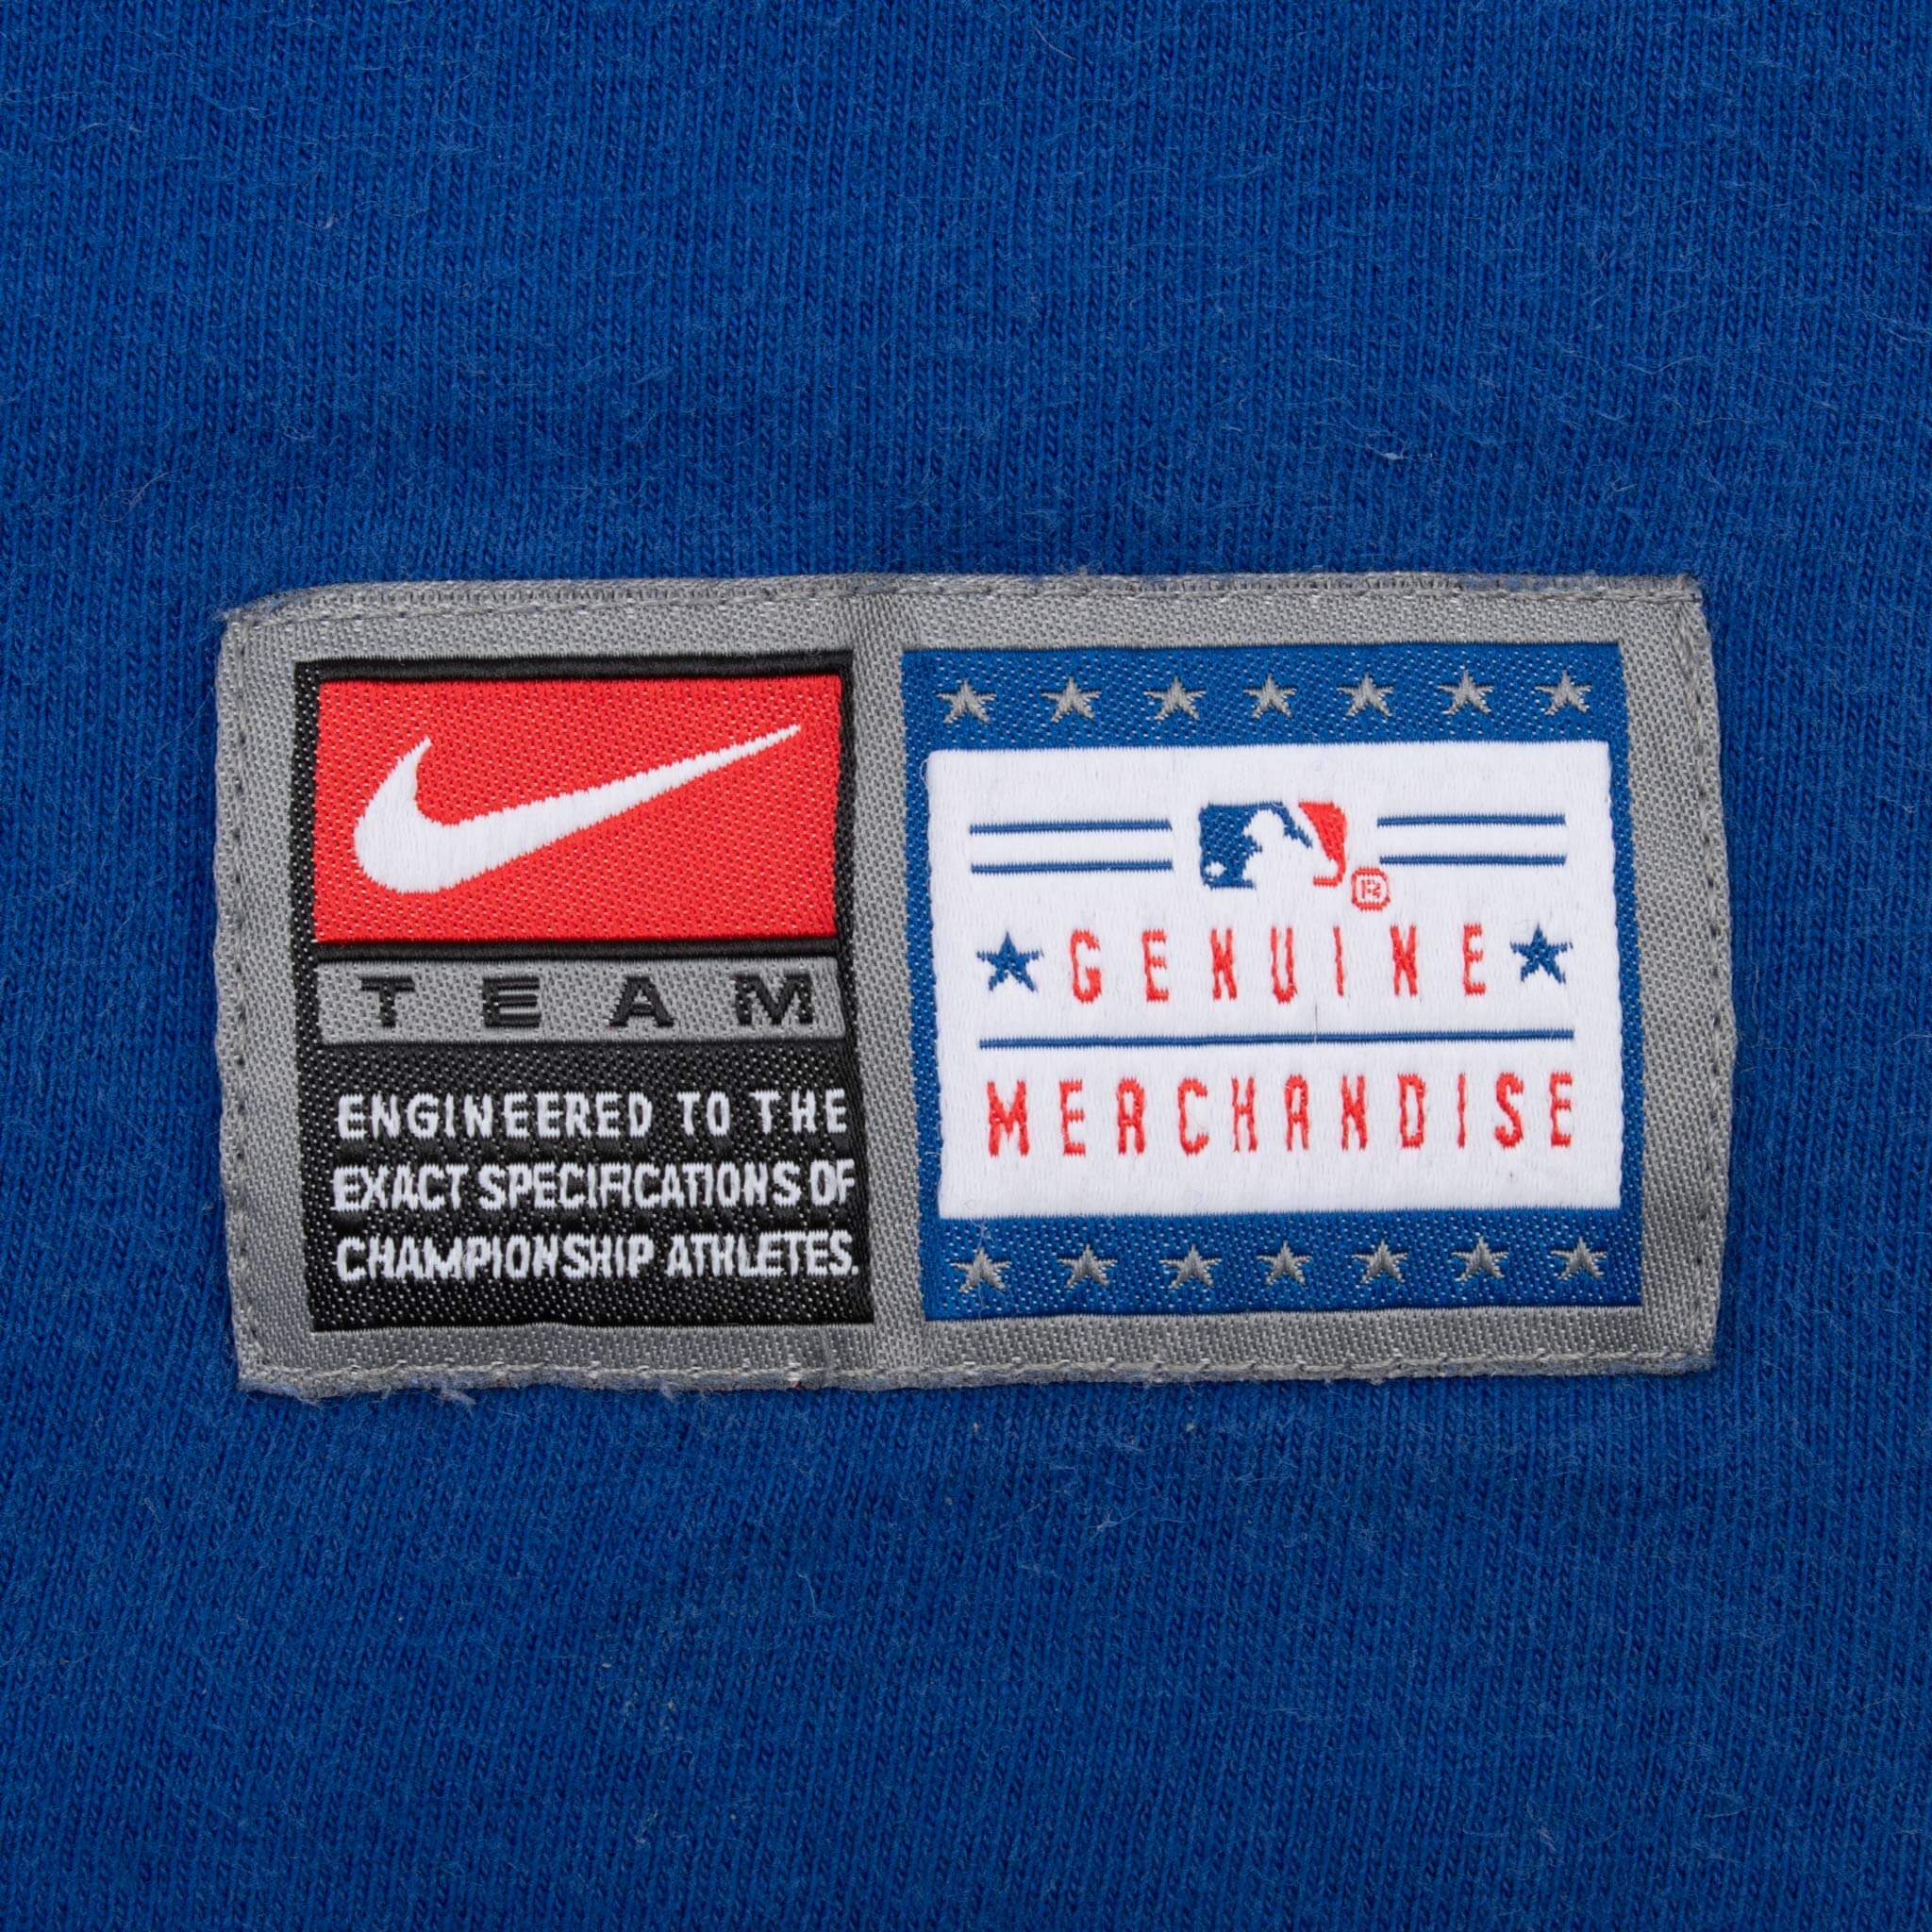 TEAM
ENGINEERED TO THE
EXACT SPECIFICATIONS OF
CHAMPIONSHIP ATHLETES.
®
GENUINE
MERCHANDISE